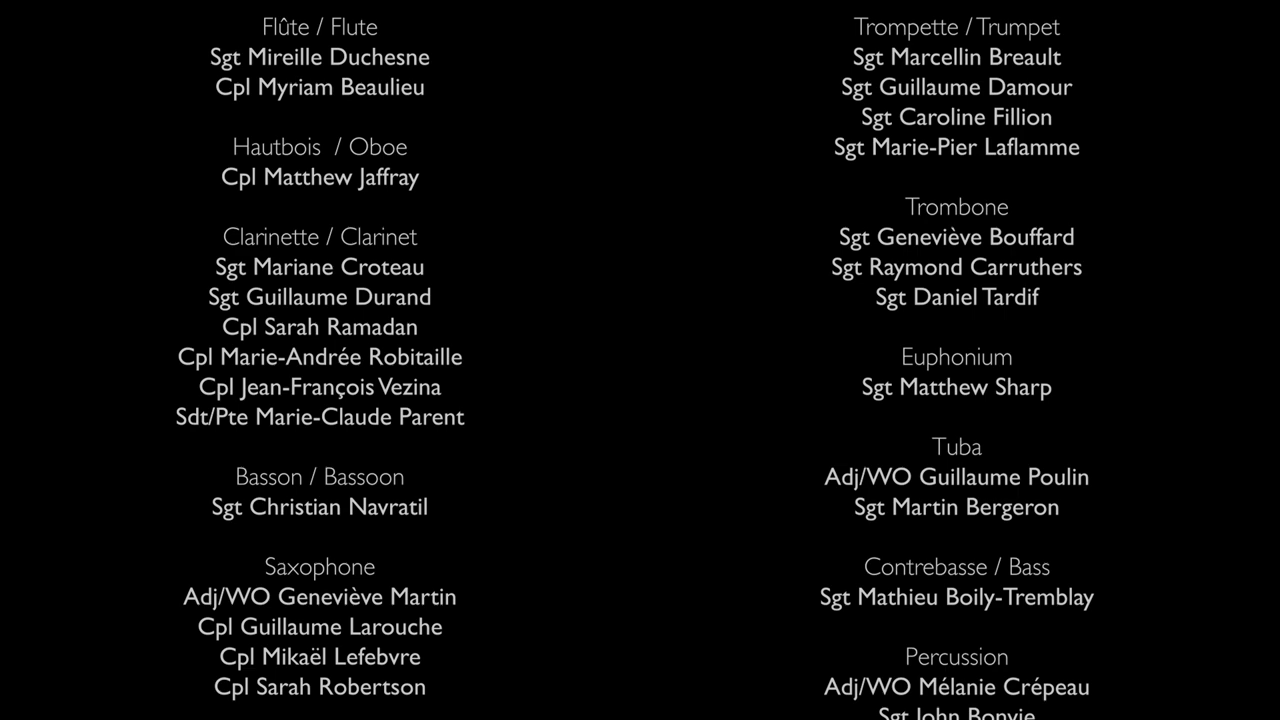 Flûte / Flute
Sgt Mireille Duchesne
Cpl Myriam Beaulieu
Hautbois / Oboe
Cpl Matthew Jaffray
Clarinette / Clarinet
Sgt Mariane Croteau
Sgt Guillaume Durand
Cpl Sarah Ramadan
Cpl Marie-Andrée Robitaille
Cpl Jean-François Vezina
Sdt/Pte Marie-Claude Parent
Basson / Bassoon
Sgt Christian Navratil
Saxophone
Adj/WO Geneviève Martin
Cpl Guillaume Larouche
Cpl Mikaël Lefebvre
Cpl Sarah Robertson
Trompette / Trumpet
Sgt Marcellin Breault
Sgt Guillaume Damour
Sgt Caroline Fillion
Sgt Marie-Pier Laflamme
Trombone
Sgt Geneviève Bouffard
Sgt Raymond Carruthers
Sgt Daniel Tardif
Euphonium
Sgt Matthew Sharp
Tuba
Adj/WO Guillaume Poulin
Sgt Martin Bergeron
Contrebasse / Bass
Sgt Mathieu Boily-Tremblay
Percussion
Adj/WO Mélanie Crépeau
Sgt John Bonvie